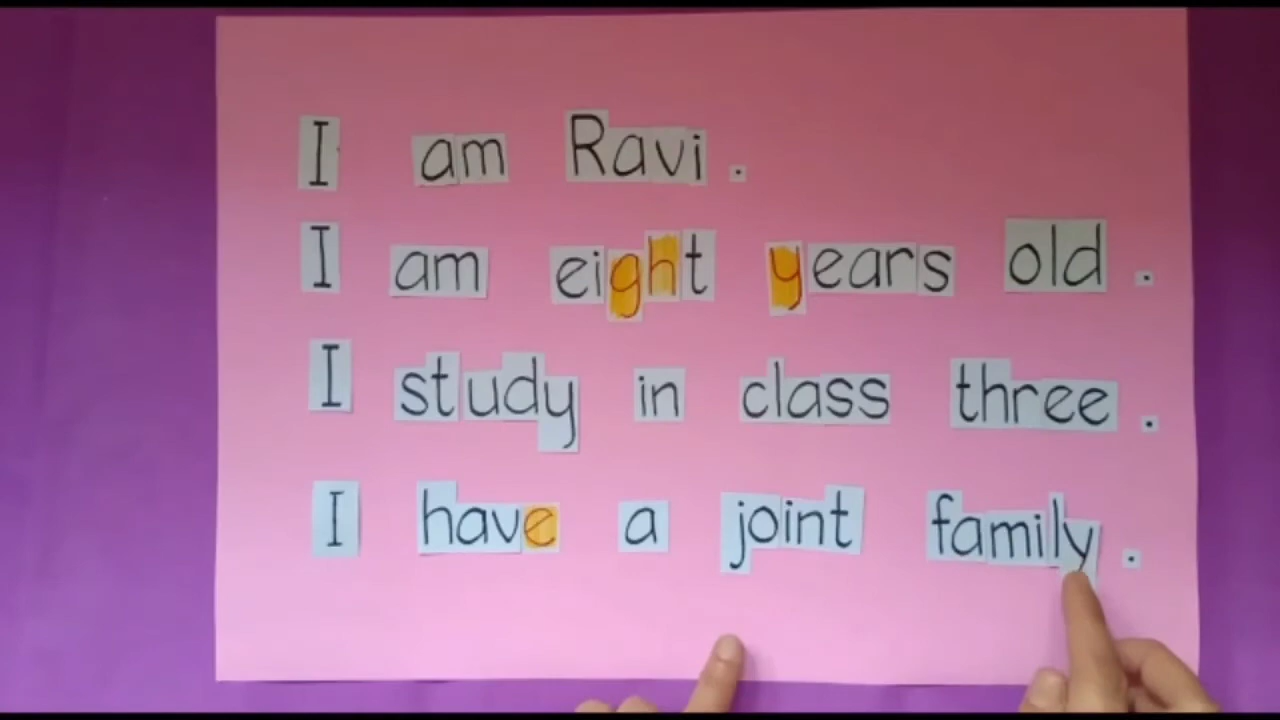 I am Ravi.
I am eight years old.
I study in class three.
I have a joint family.